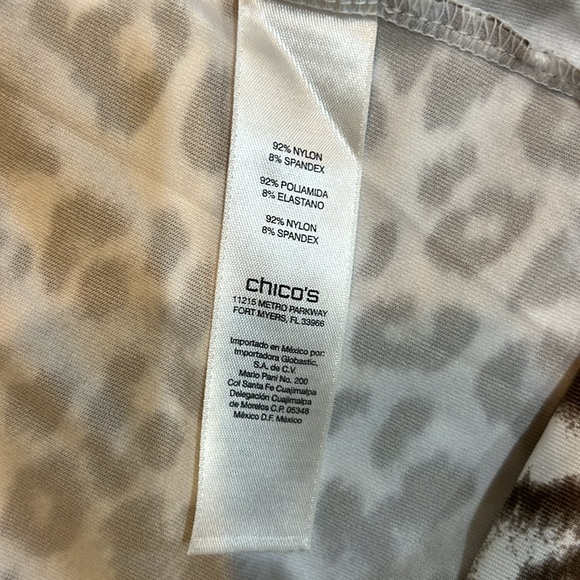 92% NYLON
8% SPANDEX
92% POLIAMIDA
8% ELASTANO
92% NYLON
8% SPANDEX
chico's
11215 METRO PARKWAY
FORT MYERS, FL 33966
Importado en México por:
Importadora Globastic,
S.A. de C.V.
Mario Pani No. 200
Col Santa Fe Cuajimalpa
Delegación Cuajimalpa
de Morelos C.P. 05348
México D.F. México